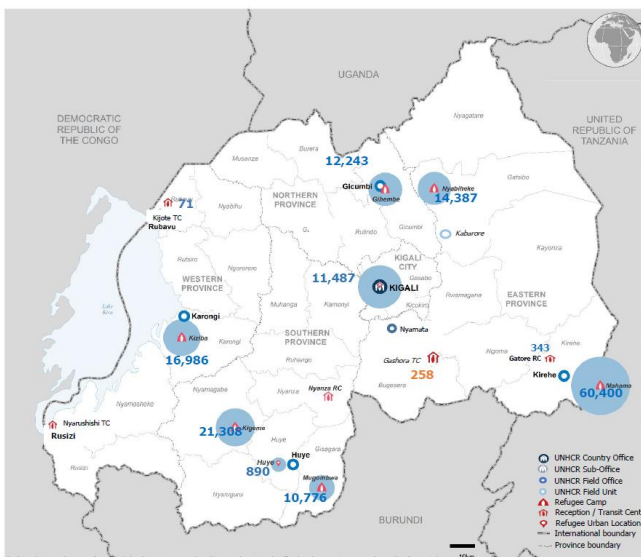 UGANDA
DEMOCRATIC
REPUBLIC OF
THE CONGO
UNITED
REPUBLIC OF
TANZANIA
Nyagatare
Burera
Musanze
12,243
Gicumbi
Gihembe
Nyabiheke
14,387
Gatsibo
71
Kijote TC
Rubavu
Nyabihu
NORTHERN
PROVINCE
Rulindo
Gicumbi
Kabarore
Kayonza
Rutsiro
Ngororero
WESTERN
PROVINCE
KIGALI
CITY
Gasabo
11,487
KIGALI
Kicukiro
Rwamagana
EASTERN
PROVINCE
Muhanga
Kamonyi
Karongi
Kiziba
Karongi
16,986
SOUTHERN
PROVINCE
Ruhango
Nyamata
Gashora TC
258
Bugesera
Ngoma
343
Gatore RC
Kirehe
Kirehe
Mahama
60,400
Nyanza RC
Nyanza
Nyamagabe
Nyamasheke
Nyarushishi TC
Rusizi
Rusizi
21,308
Kigeme
Huye
Gisagara
Huye
Huye
890
Nyaruguru
Mugombwa
10,776
BURUNDI
UNHCR Country Office
UNHCR Sub-Office
UNHCR Field Office
UNHCR Field Unit
Refugee Camp
Reception / Transit Cent
Refugee Urban Location
International boundary
Province boundary